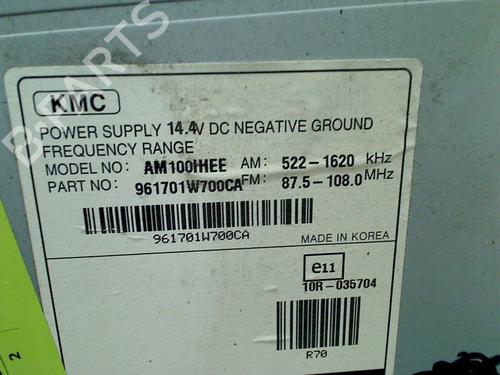 B-PARTS
KMC
POWER SUPPLY 14.4V DC NEGATIVE GROUND
FREQUENCY RANGE
MODEL NO: AM100IHEE AM: 522-1620 kHz
PART NO: 961701W700CA FM: 87.5-108.0 MHz
961701W700CA
MADE IN KOREA
e11
10R-035704
R70
2